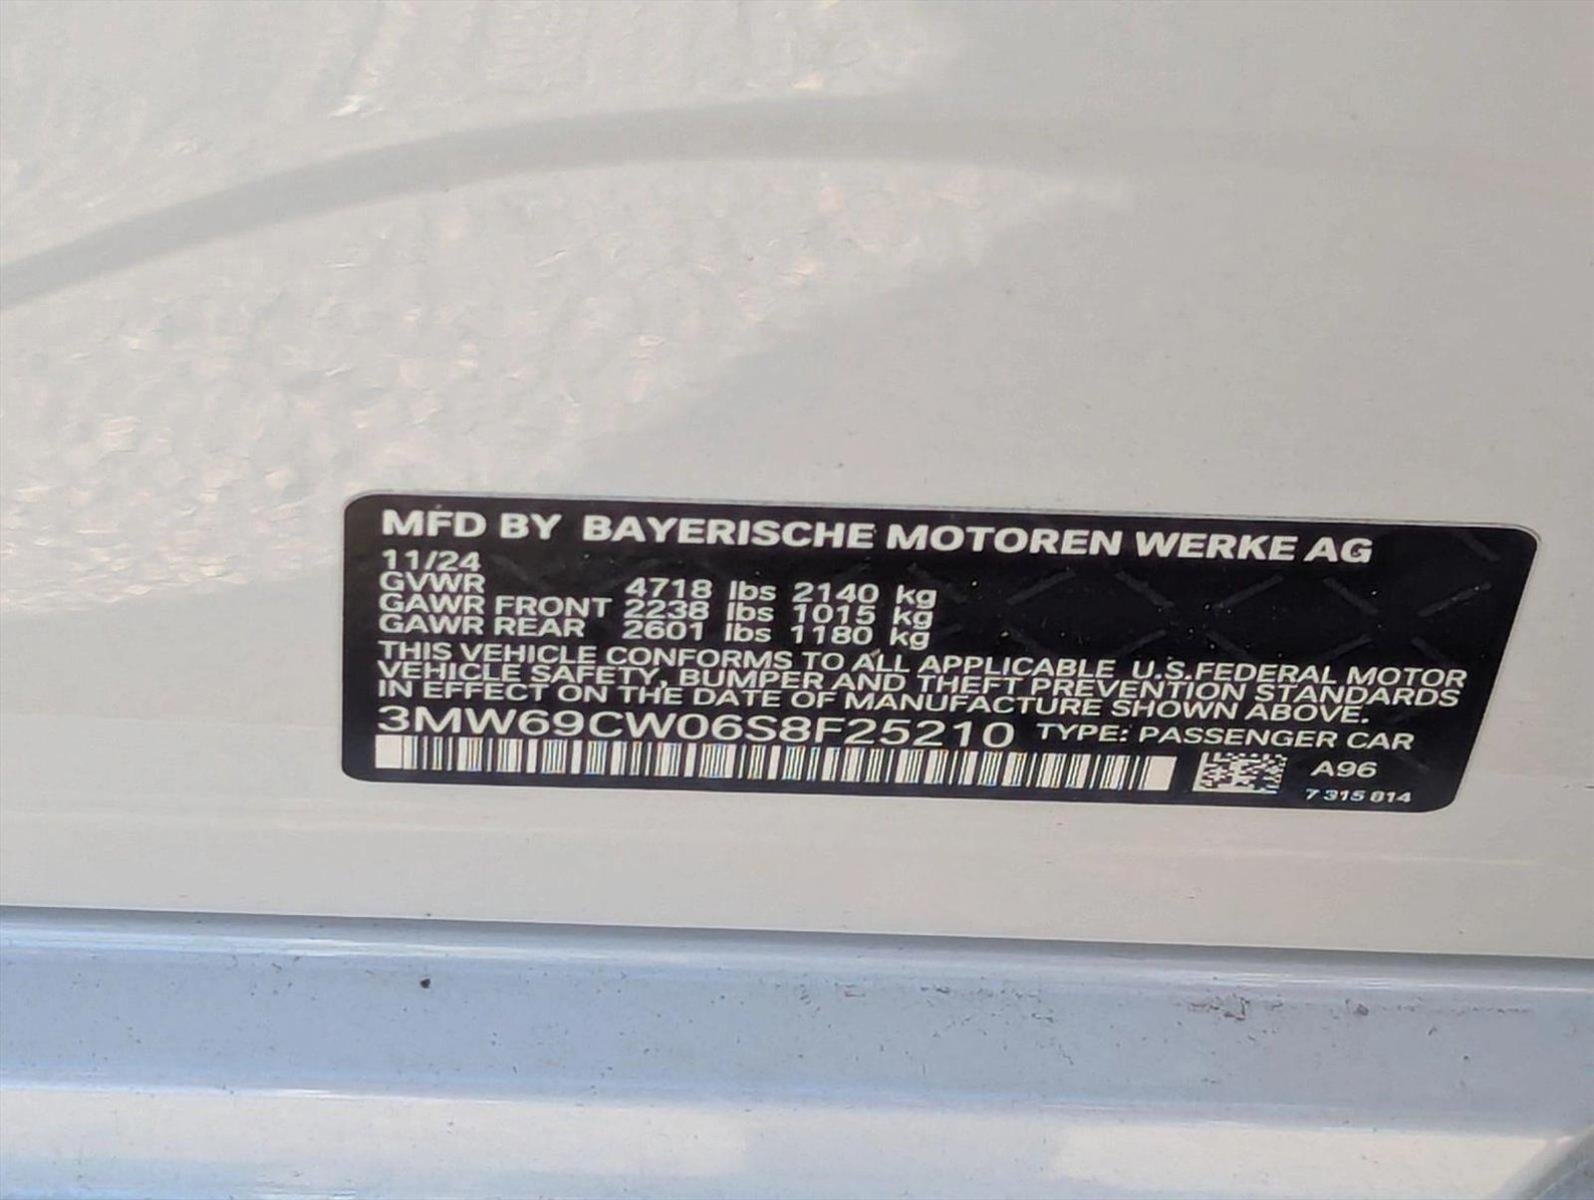 MFD BY BAYERISCHE MOTOREN WERKE AG
11/24
GVWR 4718 lbs 2140 kg
GAWR FRONT 2238 lbs 1015 kg
GAWR REAR 2601 lbs 1180 kg
THIS VEHICLE CONFORMS TO ALL APPLICABLE U.S.FEDERAL MOTOR
VEHICLE SAFETY, BUMPER AND THEFT PREVENTION STANDARDS
IN EFFECT ON THE DATE OF MANUFACTURE SHOWN ABOVE.
3MW69CW06S8F25210 TYPE: PASSENGER CAR
A96
7 315 814